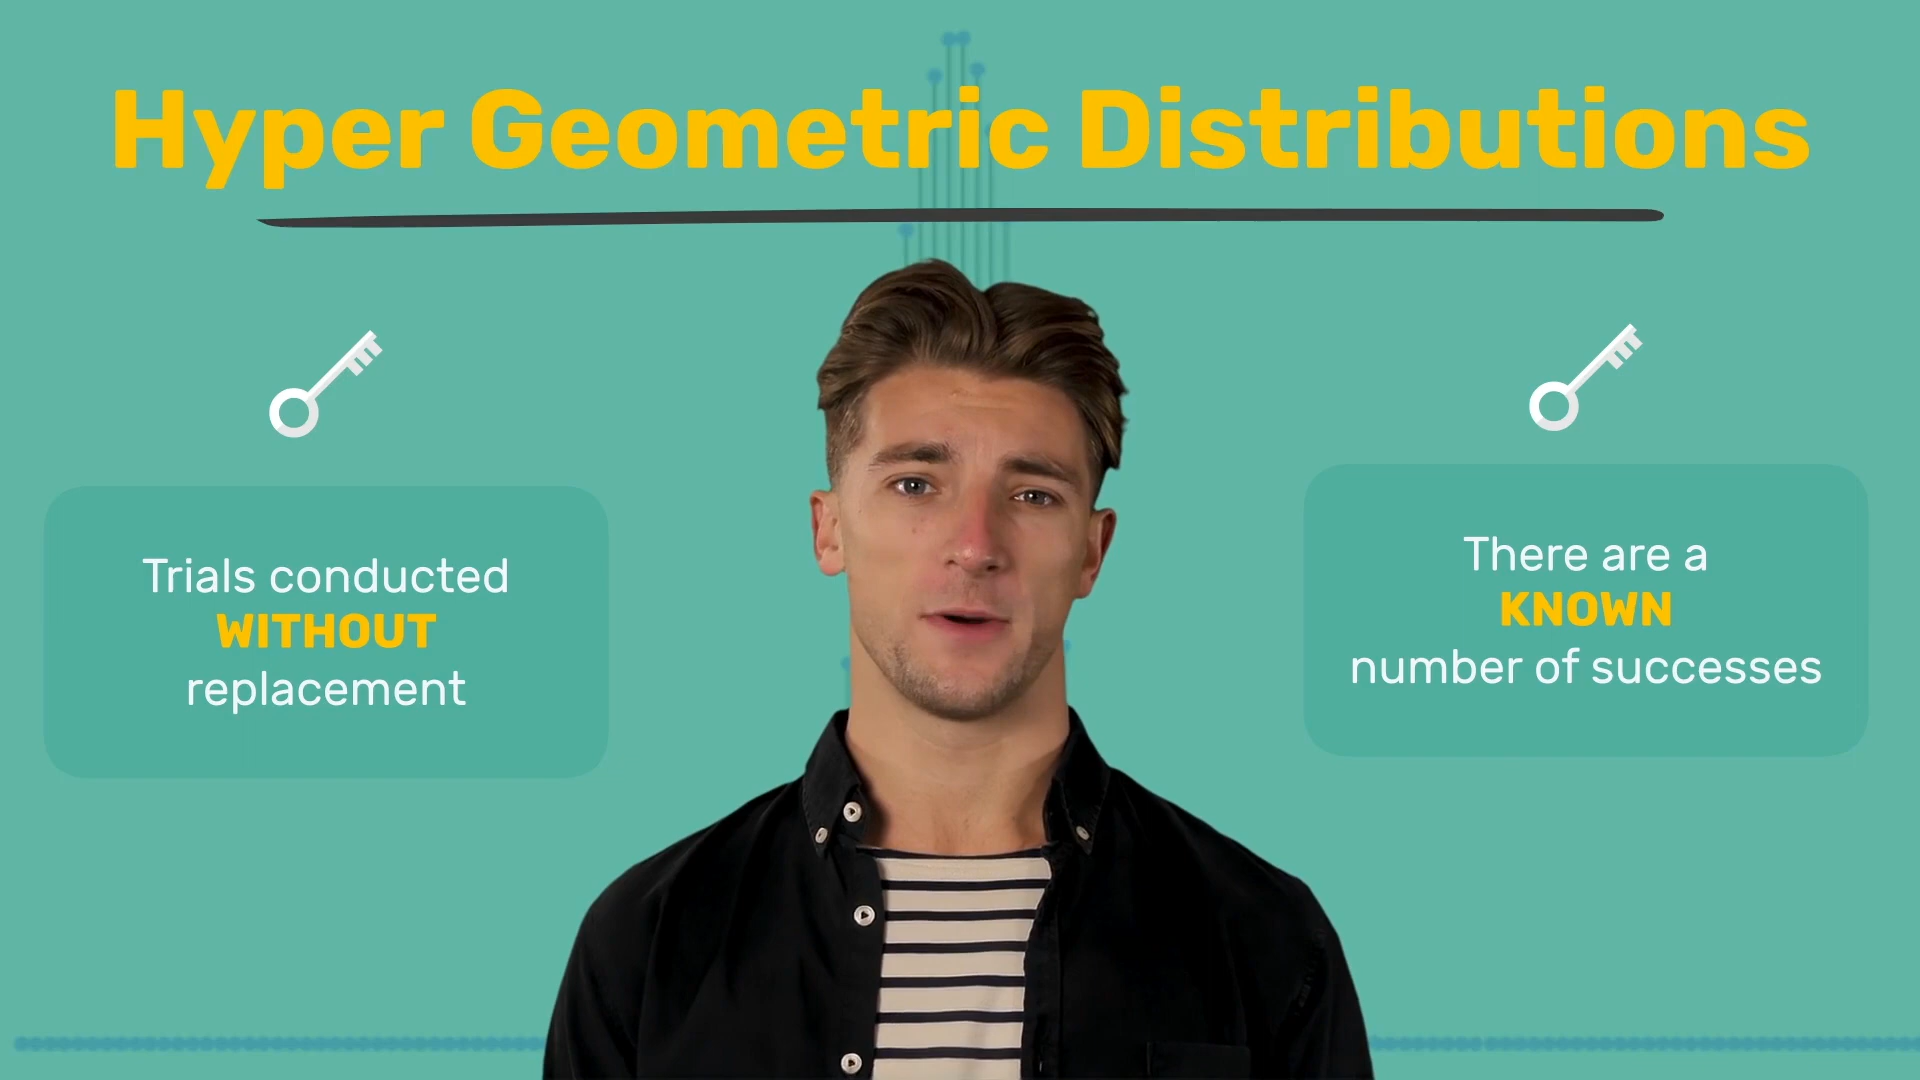 Hyper Geometric Distributions
Trials conducted
WITHOUT
replacement
There are a
KNOWN
number of successes